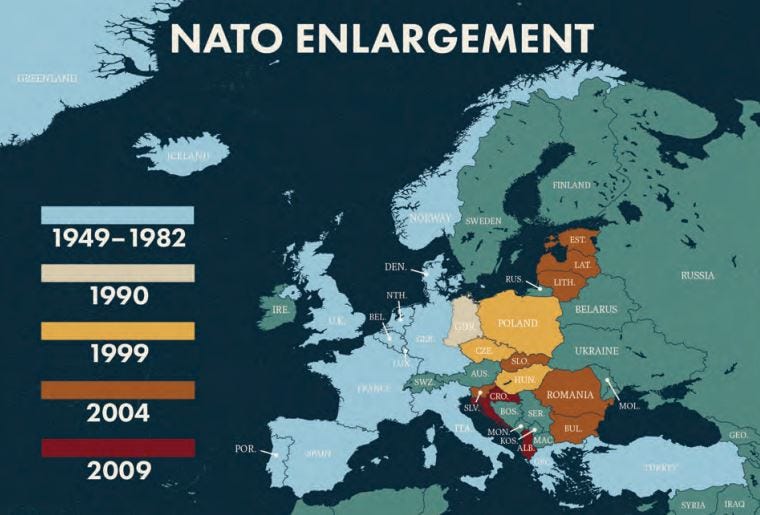 NATO ENLARGEMENT
GREENLAND
ICELAND
1949–1982
1990
1999
2004
2009
NORWAY
SWEDEN
FINLAND
RUSSIA
EST.
LAT.
LITH.
RUS.
DEN.
NTH.
BEL.
IRE.
U.K.
GER.
GDR.
POLAND
BELARUS
UKRAINE
CZE.
SLO.
AUS.
HUN.
FRANCE
SWZ.
ROMANIA
MOL.
SLV.
CRO.
BOS.
SER.
ITA.
MON.
KOS.
ALB.
MAC.
BUL.
POR.
SPAIN
TURKEY
GEO.
SYRIA
IRAQ